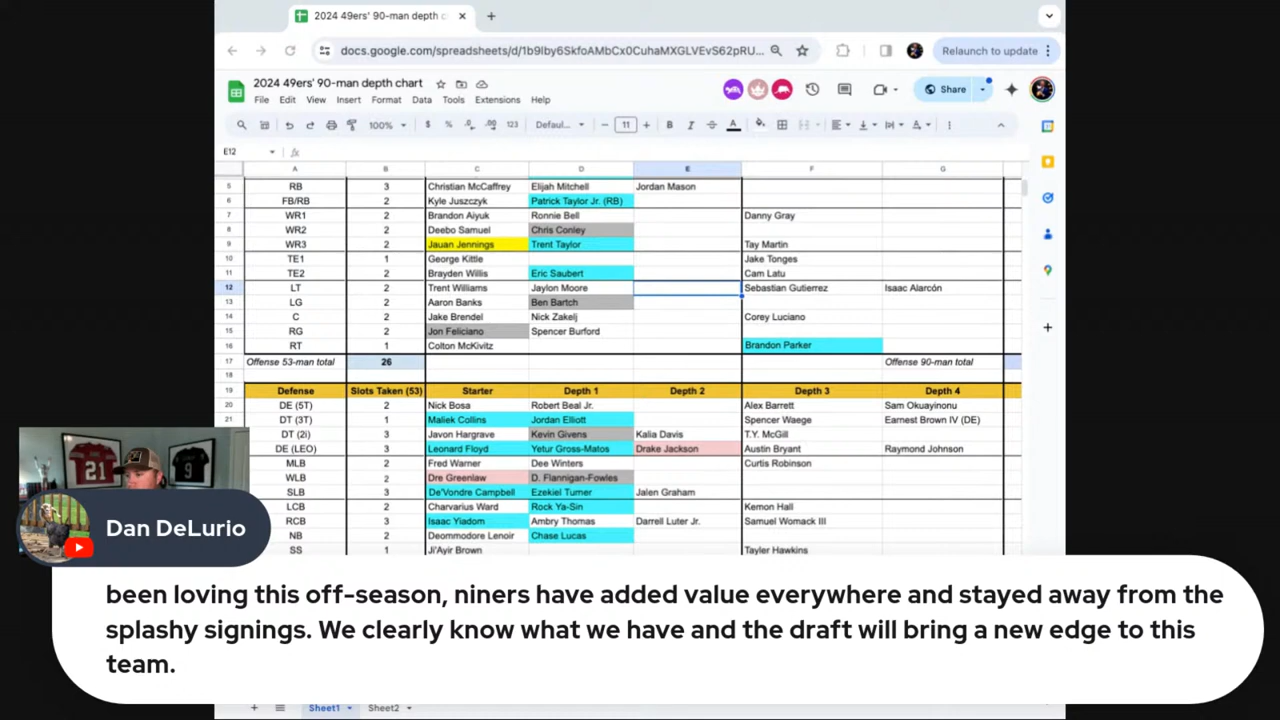 2024 49ers' 90-man depth c
docs.google.com/spreadsheets/d/1b9lby6SkfoAMbCx0CuhaMXGLVEvS62pRU...
Relaunch to update
2024 49ers' 90-man depth chart
File Edit View Insert Format Data Tools Extensions Help
Share
100% $ % .0 .00 123 Defaul... 11 B I A
E12 fx
A B C D E F G
5 RB 3 Christian McCaffrey Elijah Mitchell Jordan Mason
6 FB/RB 2 Kyle Juszczyk Patrick Taylor Jr. (RB)
7 WR1 2 Brandon Aiyuk Ronnie Bell Danny Gray
8 WR2 2 Deebo Samuel Chris Conley
9 WR3 2 Jauan Jennings Trent Taylor Tay Martin
10 TE1 1 George Kittle Jake Tonges
11 TE2 2 Brayden Willis Eric Saubert Cam Latu
12 LT 2 Trent Williams Jaylon Moore Sebastian Gutierrez Isaac Alarcón
13 LG 2 Aaron Banks Ben Bartch
14 C 2 Jake Brendel Nick Zakelj Corey Luciano
15 RG 2 Jon Feliciano Spencer Burford
16 RT 1 Colton McKivitz Brandon Parker
17 Offense 53-man total 26 Offense 90-man total
18
19 Defense Slots Taken (53) Starter Depth 1 Depth 2 Depth 3 Depth 4
20 DE (5T) 2 Nick Bosa Robert Beal Jr. Alex Barrett Sam Okuayinonu
21 DT (3T) 1 Maliek Collins Jordan Elliott Spencer Waege Earnest Brown IV (DE)
DT (2i) 3 Javon Hargrave Kevin Givens Kalia Davis T.Y. McGill
DE (LEO) 3 Leonard Floyd Yetur Gross-Matos Drake Jackson Austin Bryant Raymond Johnson
MLB 2 Fred Warner Dee Winters Curtis Robinson
WLB 2 Dre Greenlaw D. Flannigan-Fowles
SLB 3 De'Vondre Campbell Ezekiel Turner Jalen Graham
LCB 2 Charvarius Ward Rock Ya-Sin Kemon Hall
RCB 3 Isaac Yiadom Ambry Thomas Darrell Luter Jr. Samuel Womack III
NB 2 Deommodore Lenoir Chase Lucas
SS 1 Ji'Ayir Brown Tayler Hawkins
21
9
Dan DeLurio
been loving this off-season, niners have added value everywhere and stayed away from the
splashy signings. We clearly know what we have and the draft will bring a new edge to this
team.
Sheet1 Sheet2